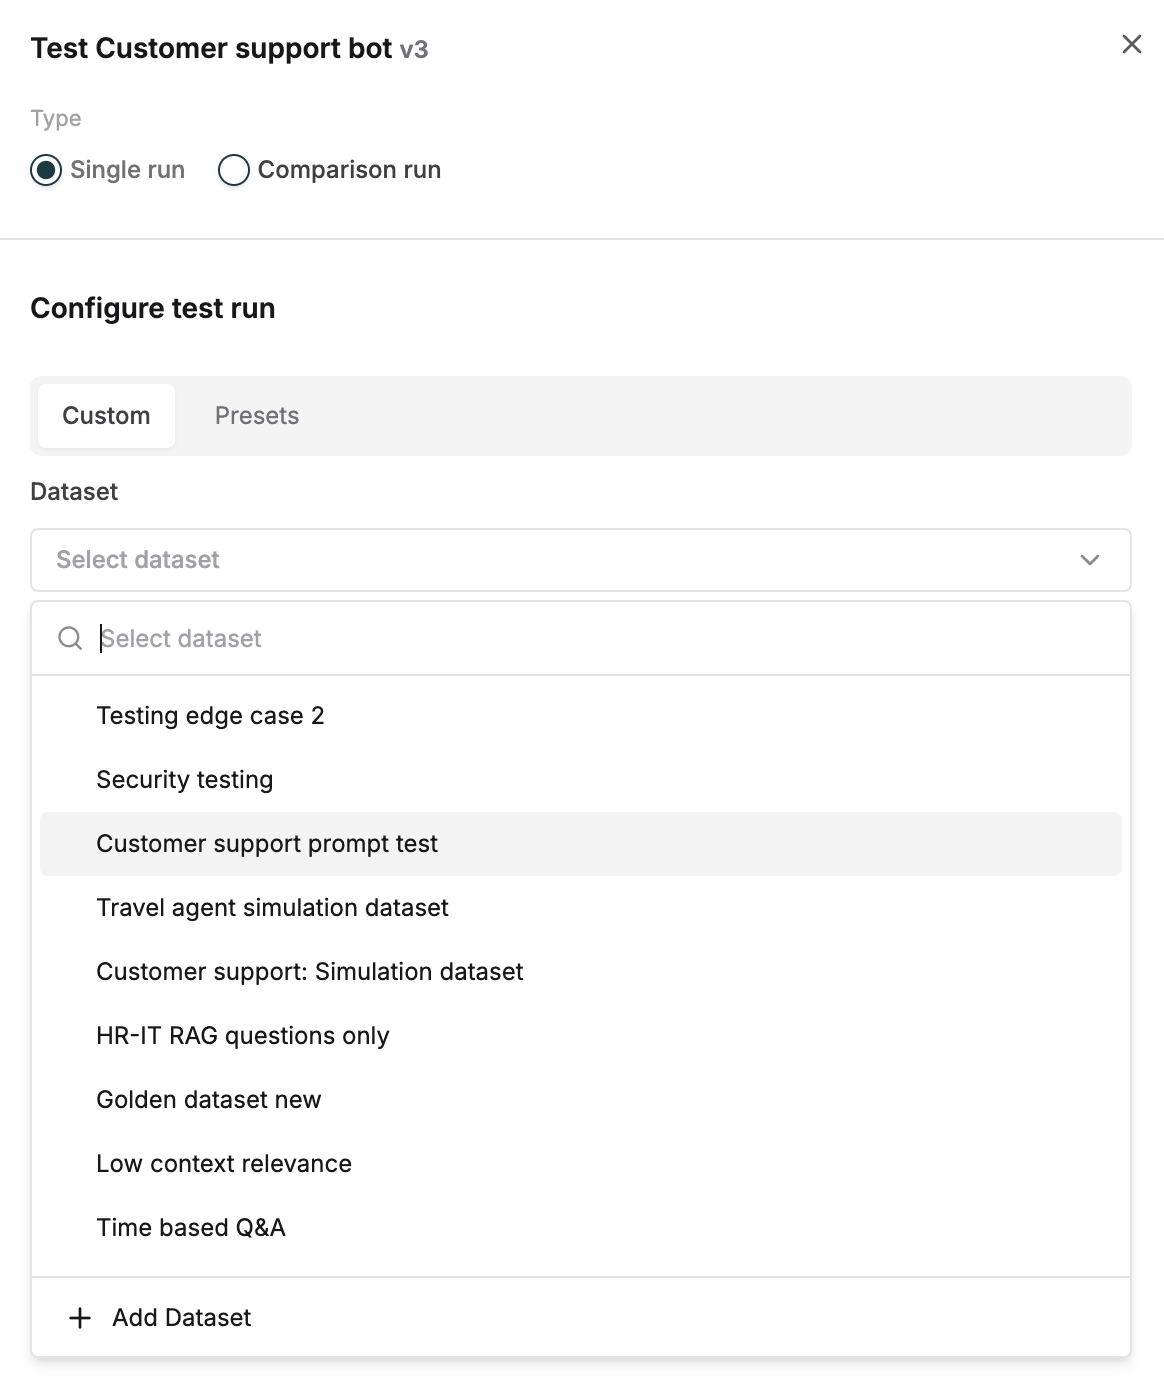 Test Customer support bot v3
Type
Single run Comparison run
Configure test run
Custom Presets
Dataset
Select dataset
Select dataset
Testing edge case 2
Security testing
Customer support prompt test
Travel agent simulation dataset
Customer support: Simulation dataset
HR-IT RAG questions only
Golden dataset new
Low context relevance
Time based Q&A
Add Dataset